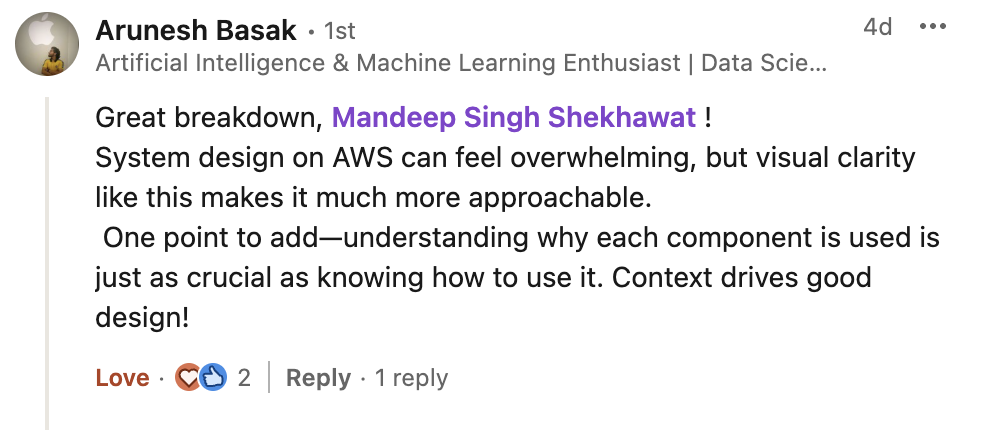 Arunesh Basak • 1st
4d •••
Artificial Intelligence & Machine Learning Enthusiast | Data Scie...
Great breakdown, Mandeep Singh Shekhawat !
System design on AWS can feel overwhelming, but visual clarity
like this makes it much more approachable.
One point to add—understanding why each component is used is
just as crucial as knowing how to use it. Context drives good
design!
Love · 2 | Reply · 1 reply